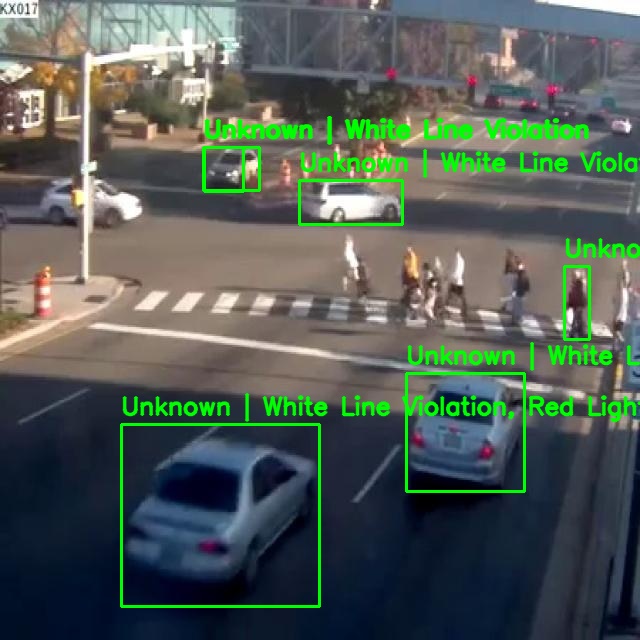 KX017
Unknown | White Line Violation
Unknown | White Line Viola
Unkno
Unknown | White L
Unknown | White Line Violation, Red Ligh